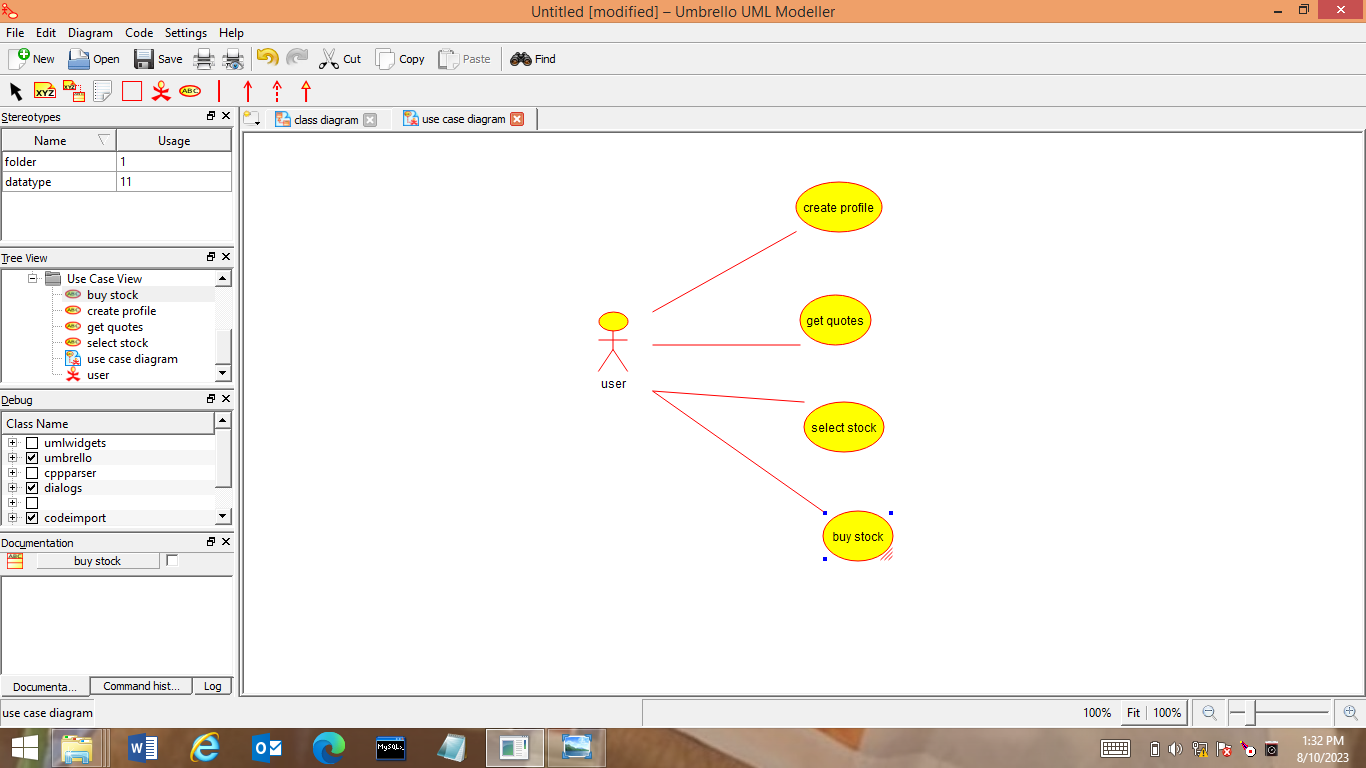 Untitled [modified] – Umbrello UML Modeller
File Edit Diagram Code Settings Help
New Open Save Cut Copy Paste Find
XYZ XYZ ABC
Stereotypes
class diagram use case diagram
Name Usage
folder 1
datatype 11
Tree View
Use Case View
buy stock
create profile
get quotes
select stock
use case diagram
user
Debug
Class Name
umlwidgets
umbrello
cppparser
dialogs
codeimport
Documentation
buy stock
Documenta... Command hist... Log
create profile
get quotes
user
select stock
buy stock
use case diagram 100% Fit 100%
MySQL
1:32 PM
8/10/2023